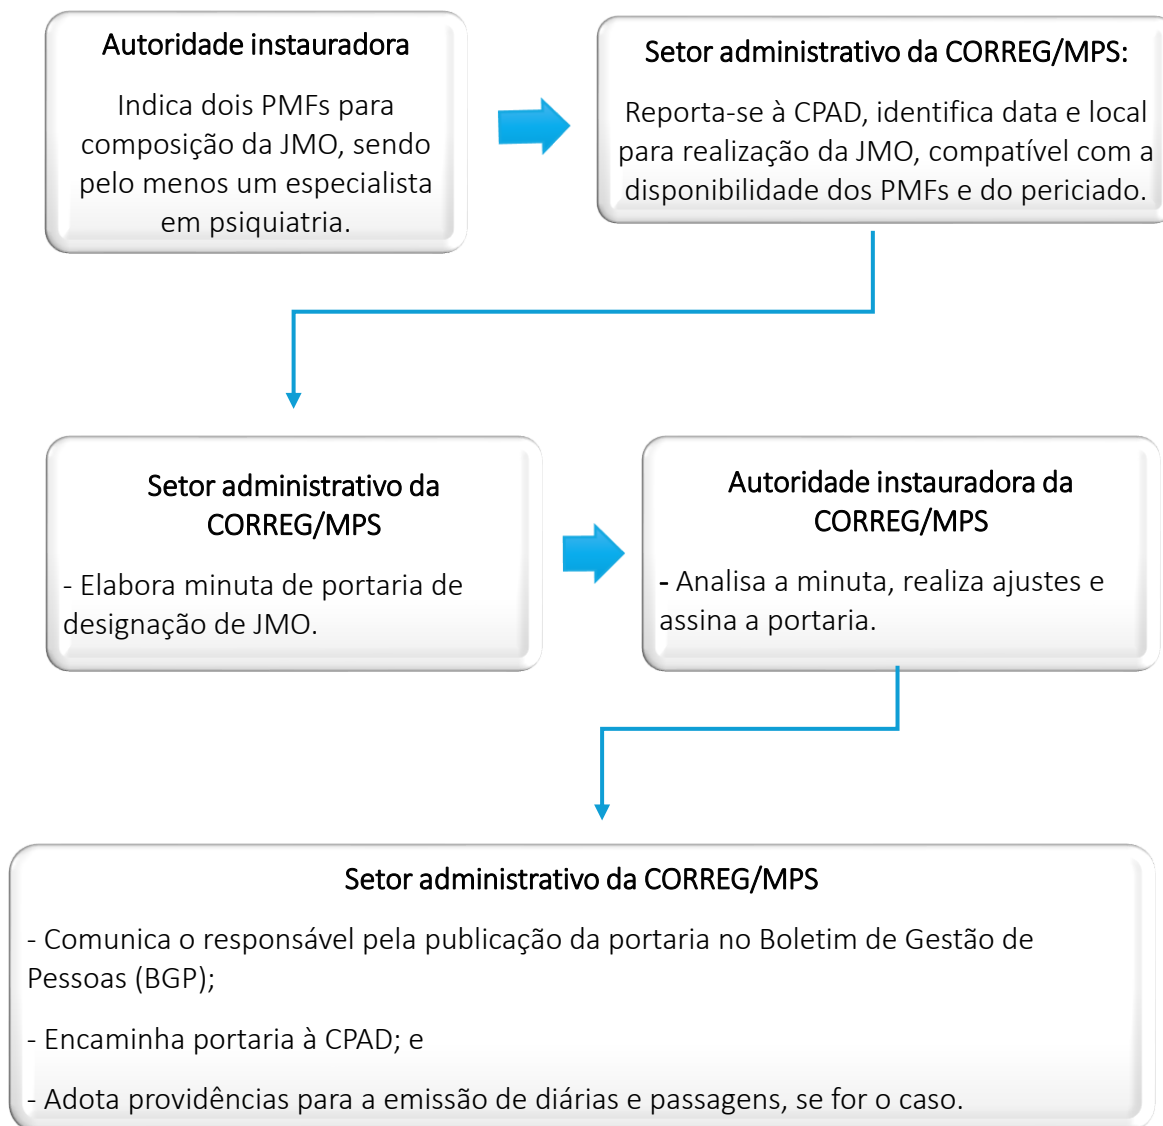 Autoridade instauradora
Indica dois PMFs para
composição da JMO, sendo
pelo menos um especialista
em psiquiatria.
Setor administrativo da CORREG/MPS:
Reporta-se à CPAD, identifica data e local
para realização da JMO, compatível com a
disponibilidade dos PMFs e do periciado.
Setor administrativo da
CORREG/MPS
- Elabora minuta de portaria de
designação de JMO.
Autoridade instauradora da
CORREG/MPS
- Analisa a minuta, realiza ajustes e
assina a portaria.
Setor administrativo da CORREG/MPS
- Comunica o responsável pela publicação da portaria no Boletim de Gestão de
Pessoas (BGP);
- Encaminha portaria à CPAD; e
- Adota providências para a emissão de diárias e passagens, se for o caso.